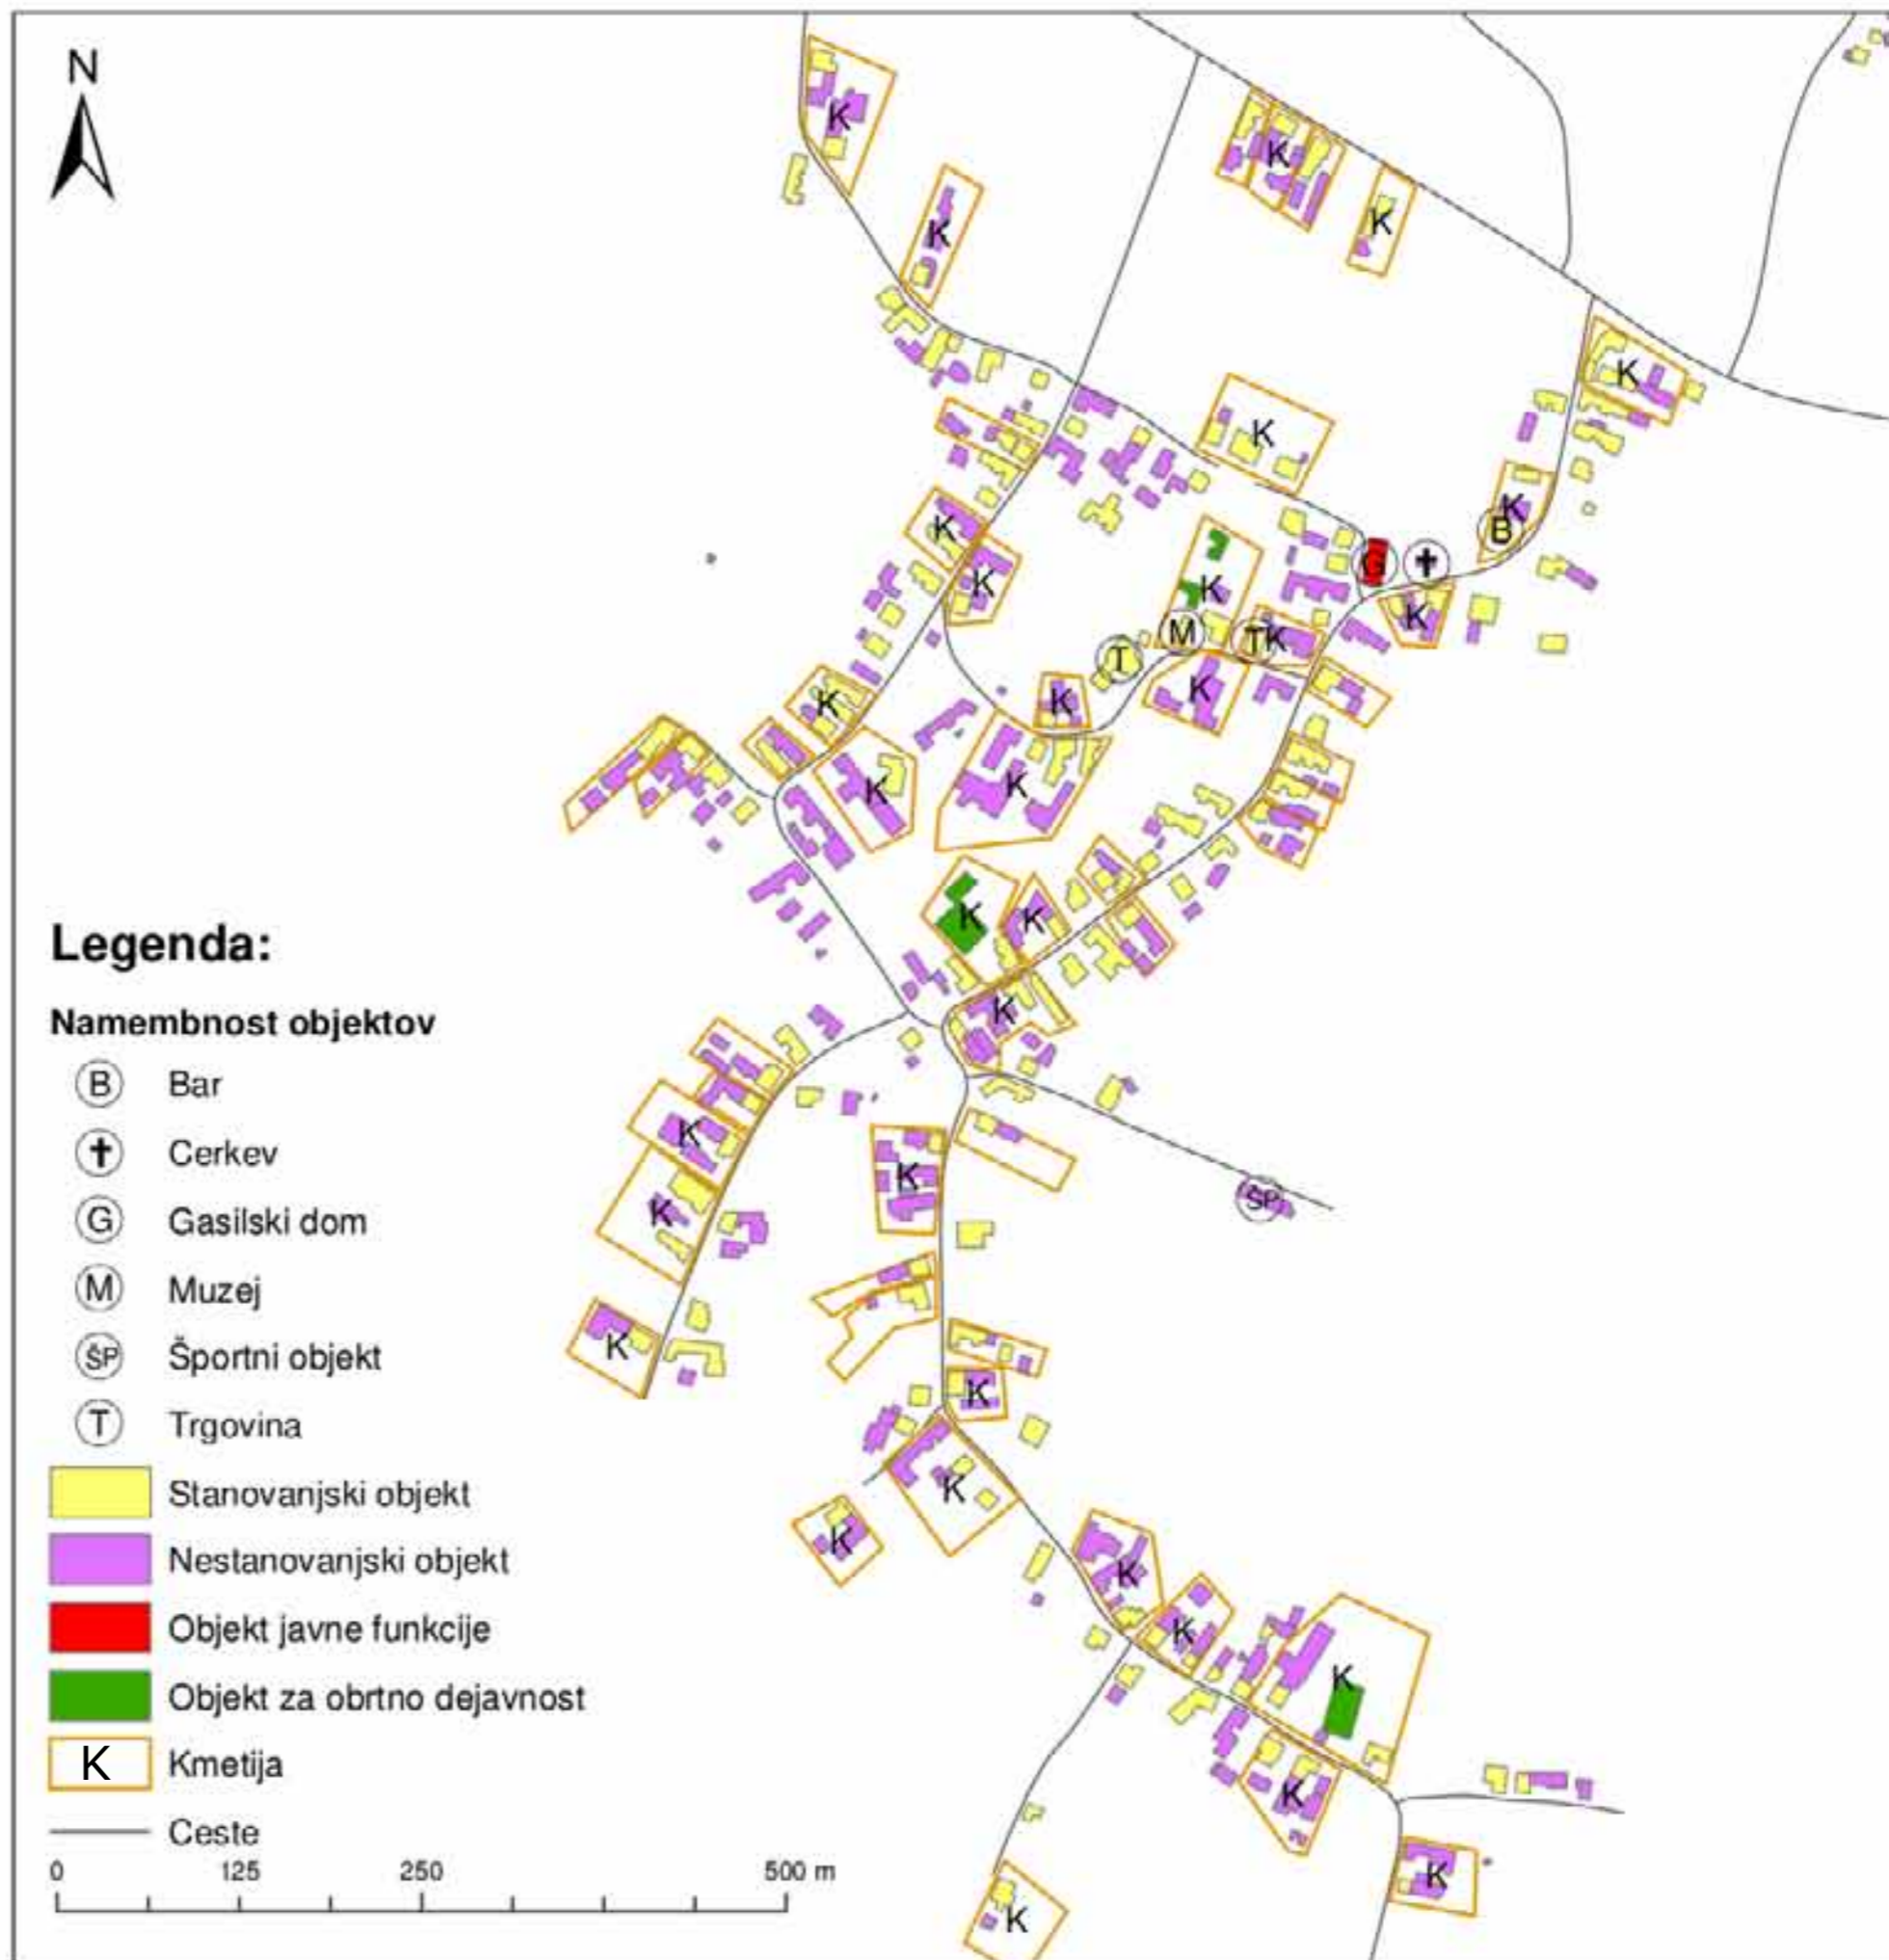 N
Legenda:
Namembnost objektov
B Bar
✝ Cerkev
G Gasilski dom
M Muzej
ŠP Športni objekt
T Trgovina
Stanovanjski objekt
Nestanovanjski objekt
Objekt javne funkcije
Objekt za obrtno dejavnost
K Kmetija
Ceste
0 125 250 500 m
K
K
K
K
K
K
K
B
K
G
✝
K
K
K
M
T
K
T
K
K
K
K
K
K
K
K
K
K
K
K
ŠP
K
K
K
K
K
K
K
K
K
K
K
K